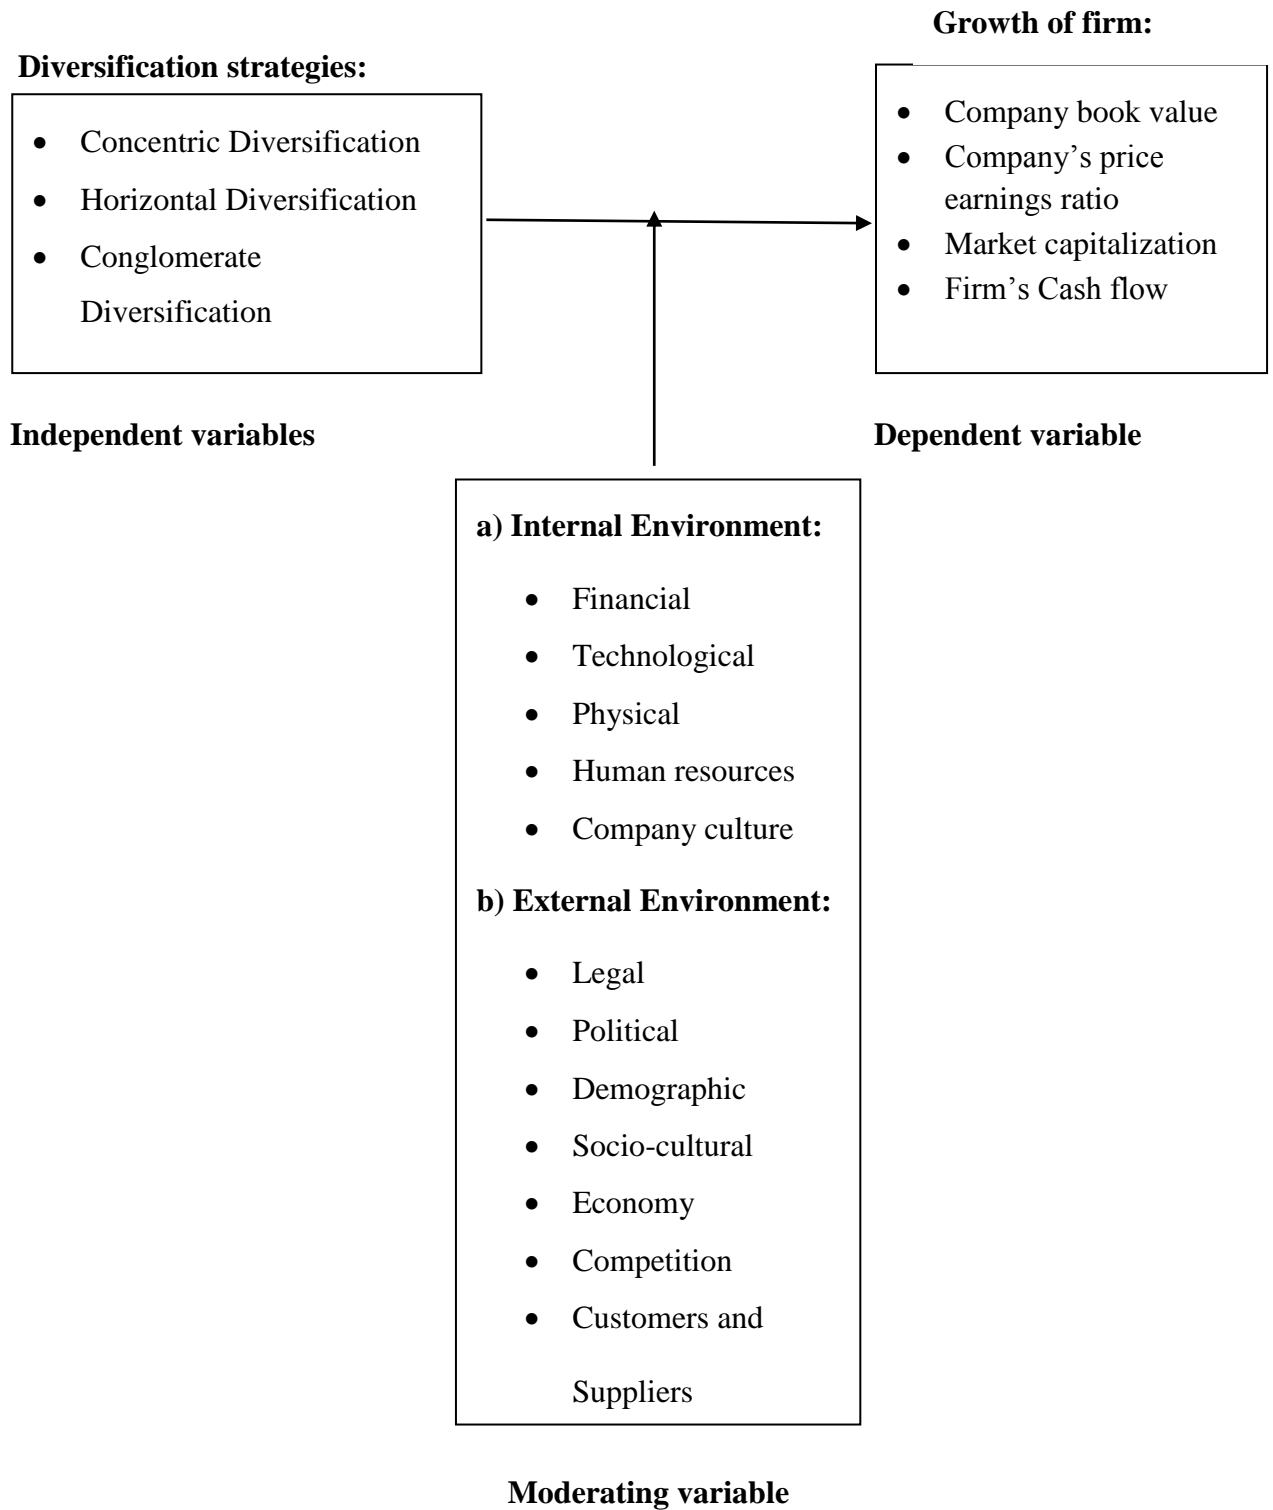 Growth of firm:
Diversification strategies:
• Concentric Diversification
• Horizontal Diversification
• Conglomerate
Diversification
• Company book value
• Company’s price
earnings ratio
• Market capitalization
• Firm’s Cash flow
Independent variables
Dependent variable
a) Internal Environment:
• Financial
• Technological
• Physical
• Human resources
• Company culture
b) External Environment:
• Legal
• Political
• Demographic
• Socio-cultural
• Economy
• Competition
• Customers and
Suppliers
Moderating variable